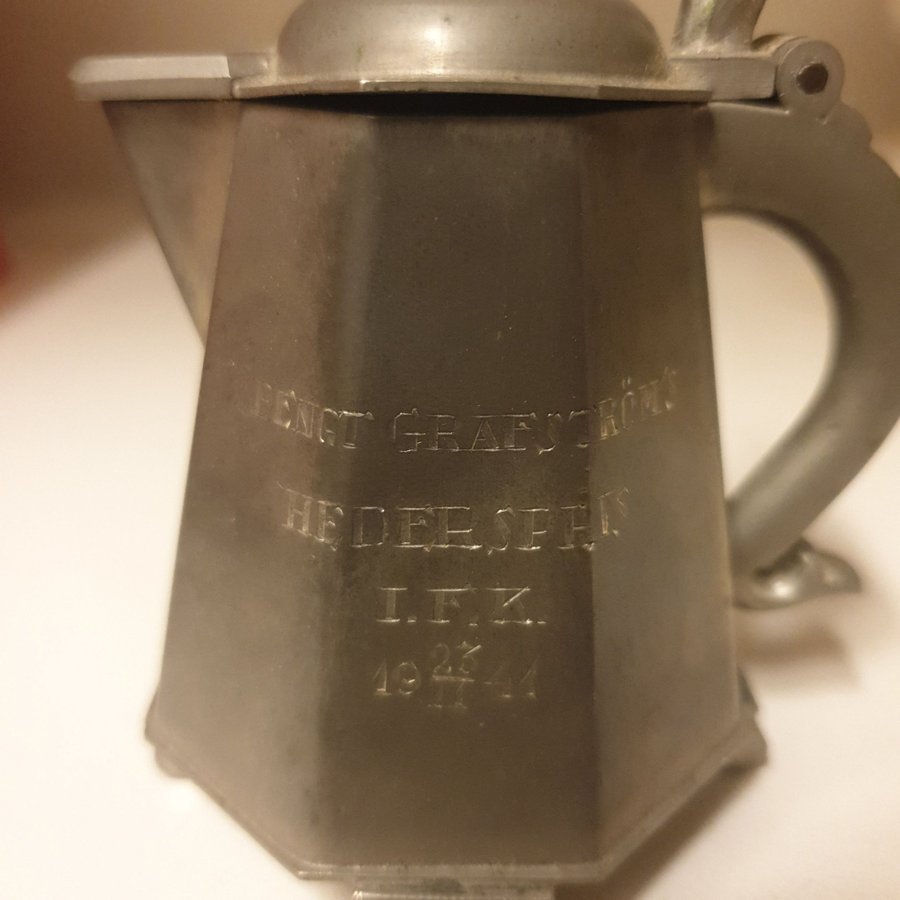 BENGT GRAFSTRÖMS
HEDERSPRIS
I.F.K.
19 23/11 41